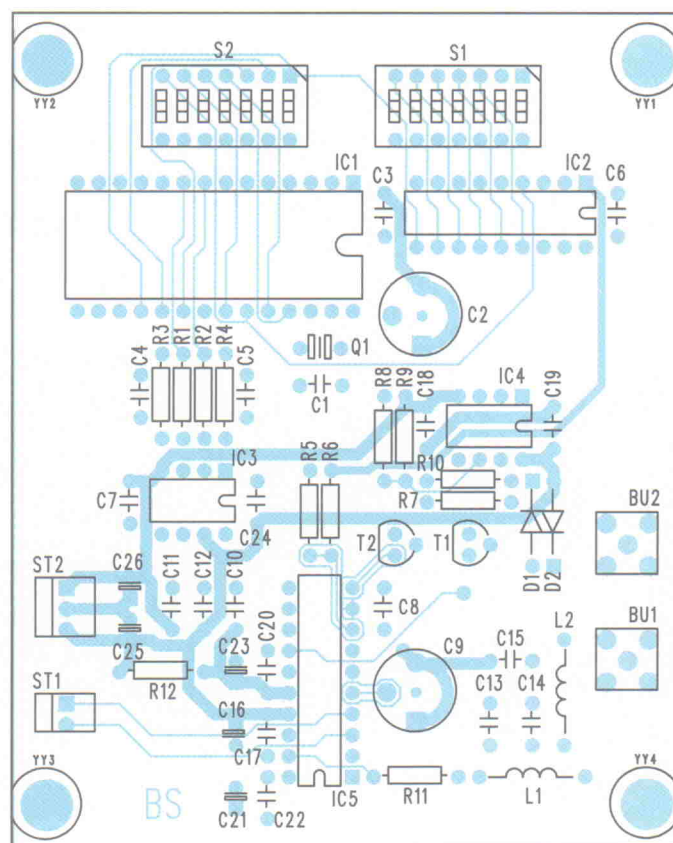 S2 S1
YY2 YY1
IC1 IC2 C6
C3
C2
R3 R1 R2 R4
Q1
C4 C5
C1
R8 R9 C18 IC4 C19
R5 R6
IC3
R10
C7
R7
C24
BU2
T2 T1
ST2 C26 C11 C12 C10
D1 D2
C8
C20
C9 C15 L2 BU1
C25 C23
ST1 R12
C13 C14
C16
C17
YY3 YY4
BS
C21 C22 IC5 R11 L1